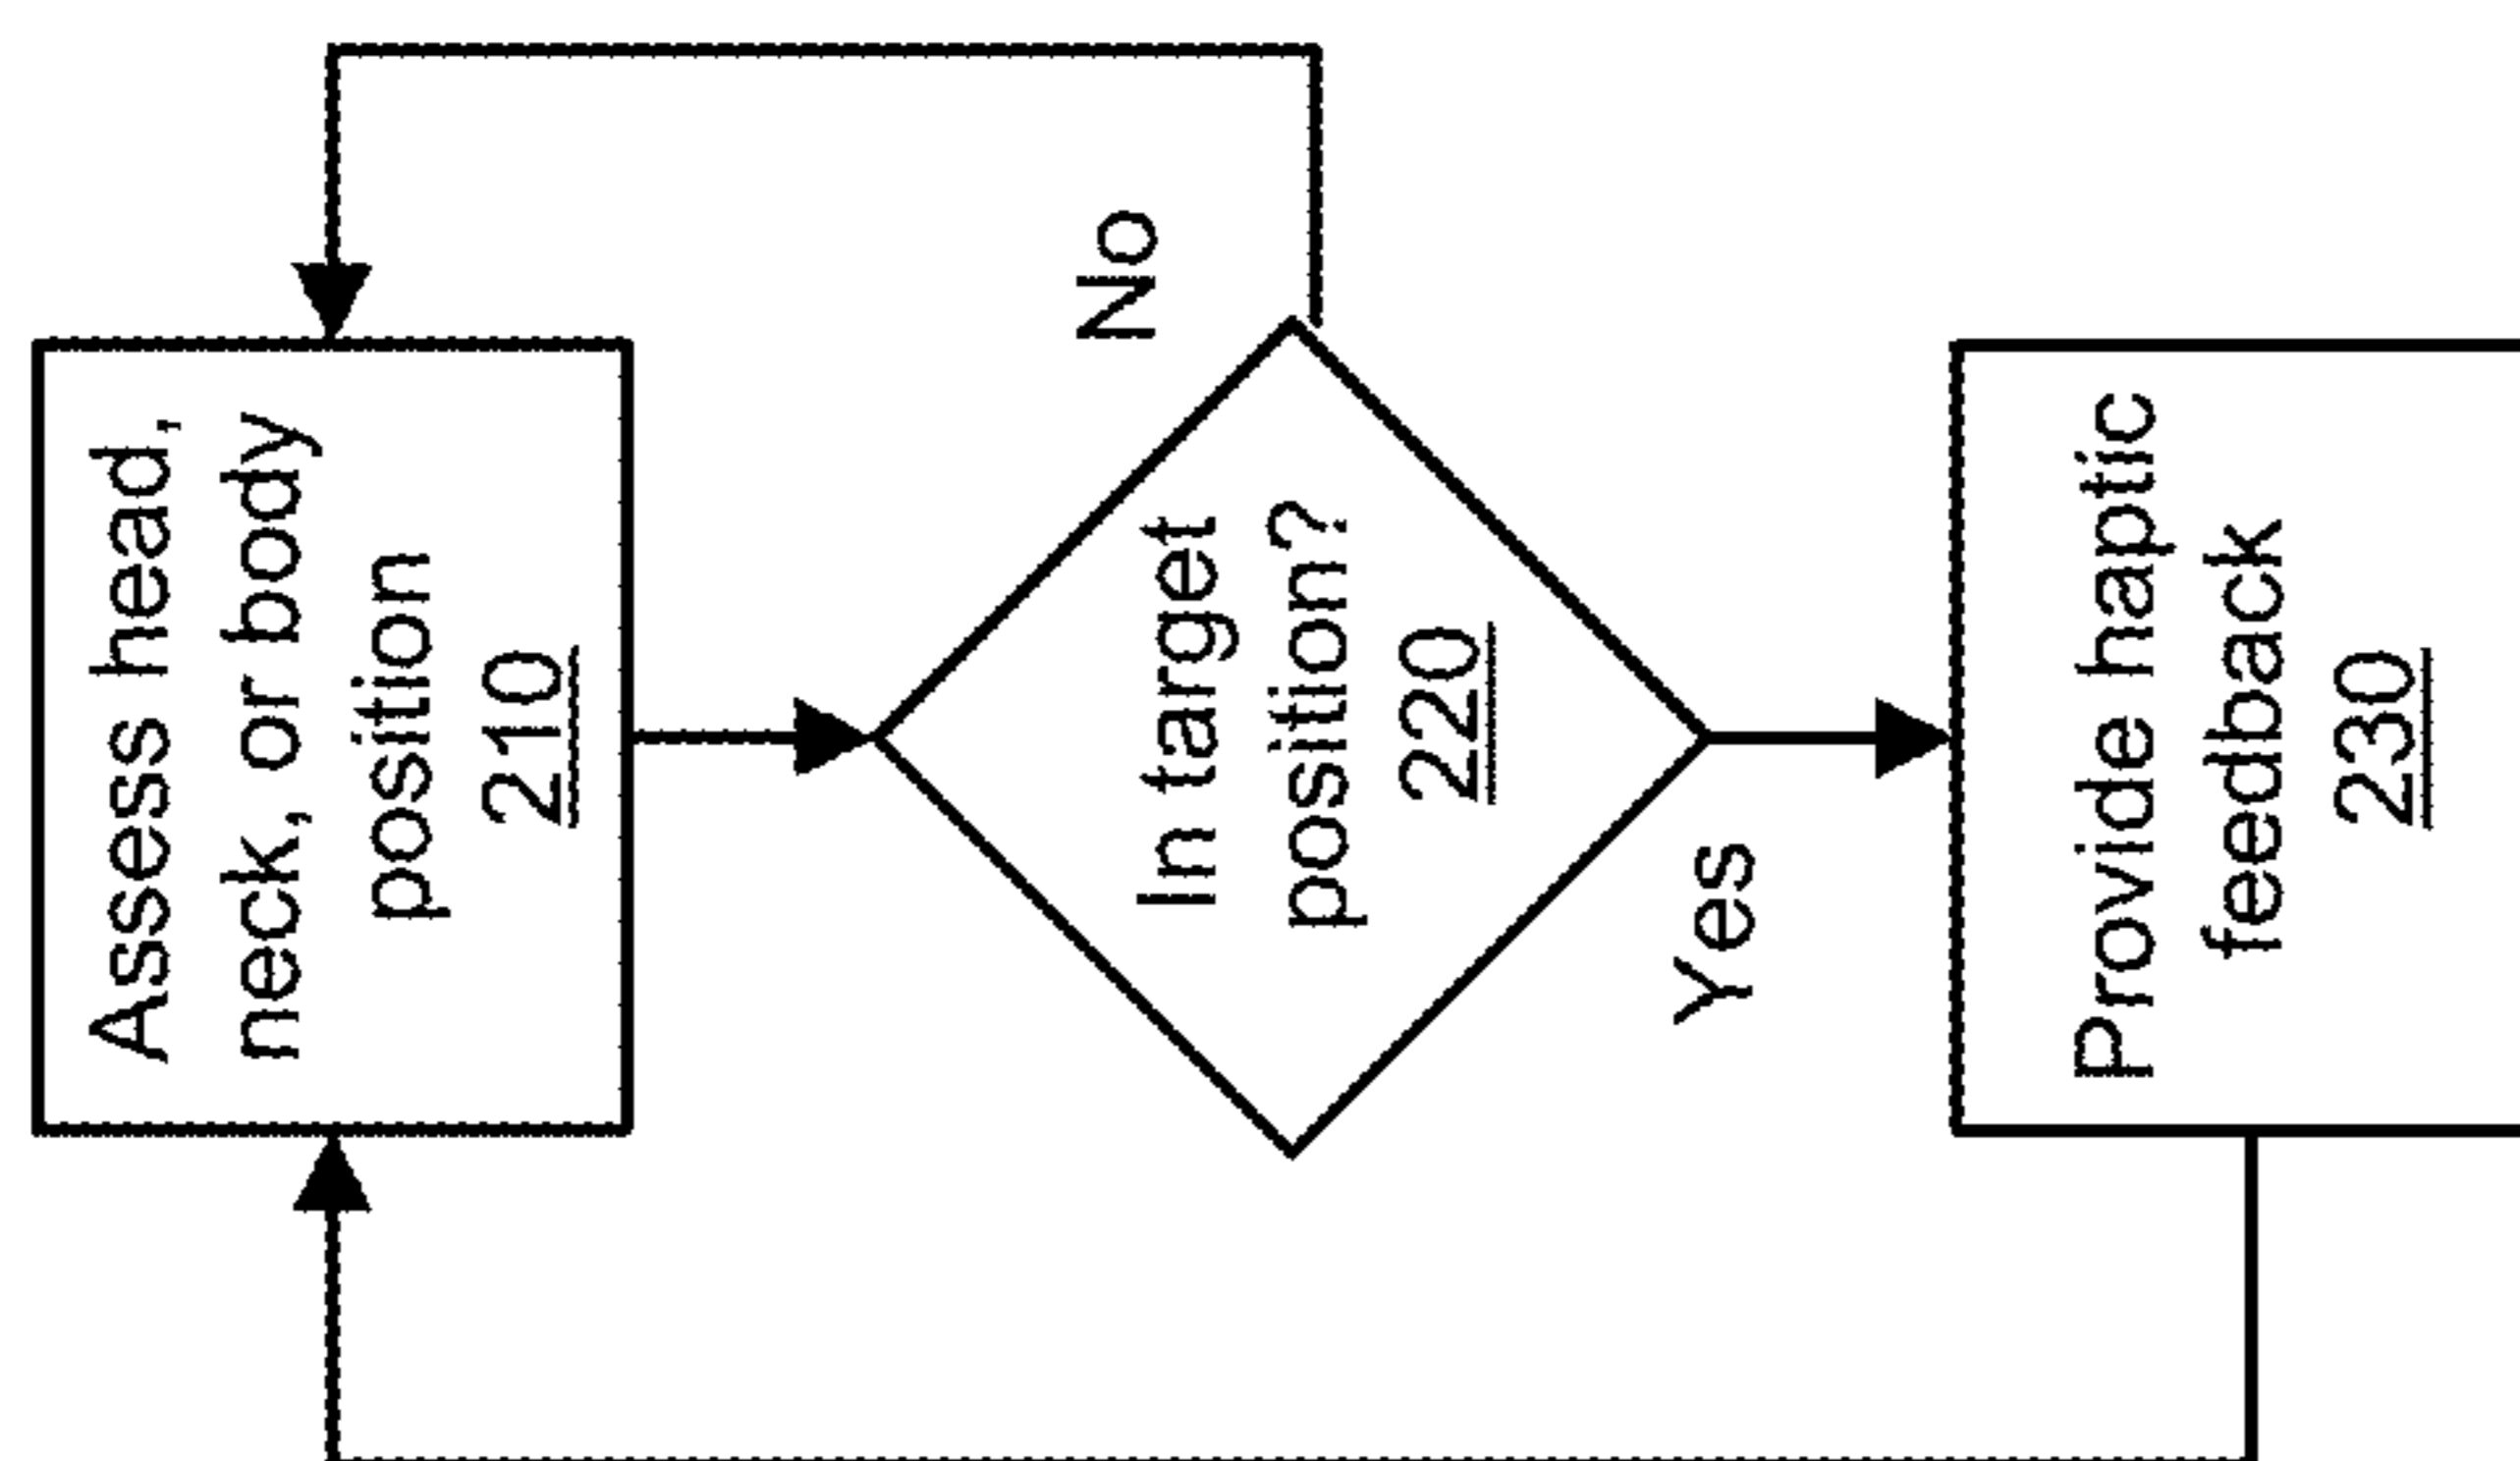 Assess head,
neck, or body
position
210
No
In target
position?
220
Yes
Provide haptic
feedback
230